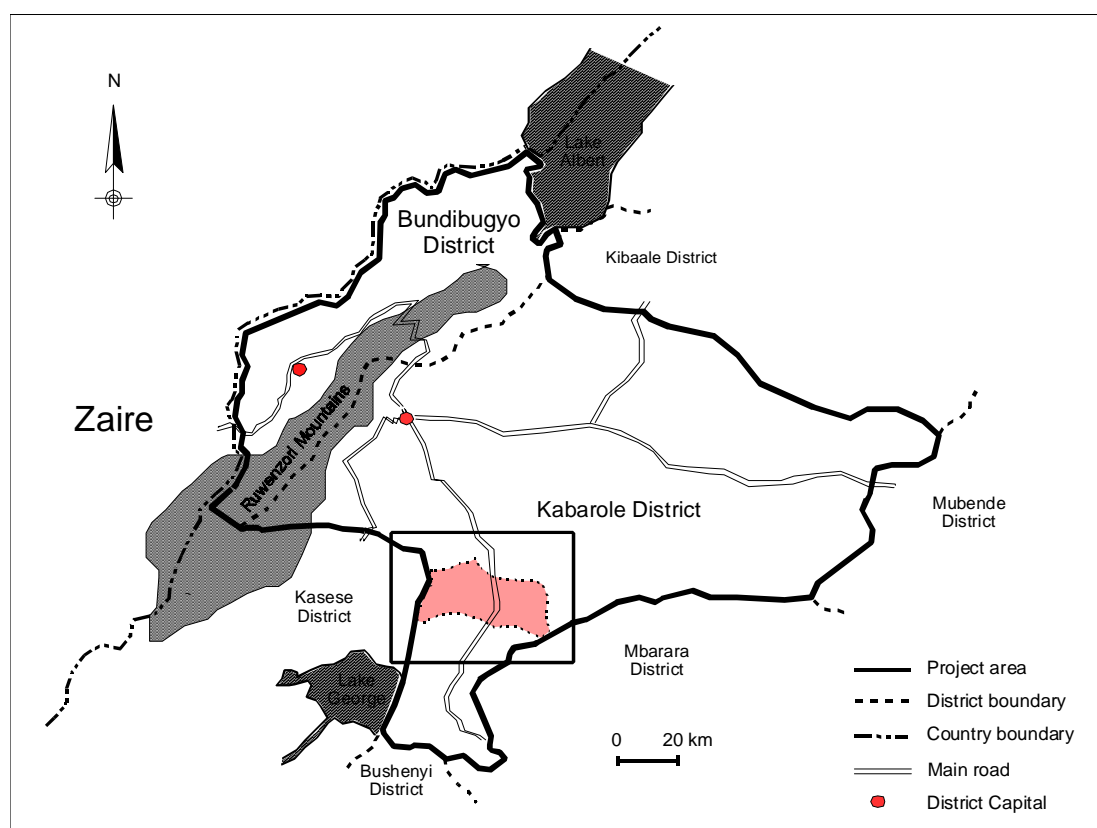 N
Lake
Albert
Bundibugyo
District
Kibaale District
Zaire
Ruwenzori Mountains
Kabarole District
Mubende
District
Kasese
District
Mbarara
District
Lake
George
Bushenyi
District
0 20 km
Project area
District boundary
Country boundary
Main road
District Capital